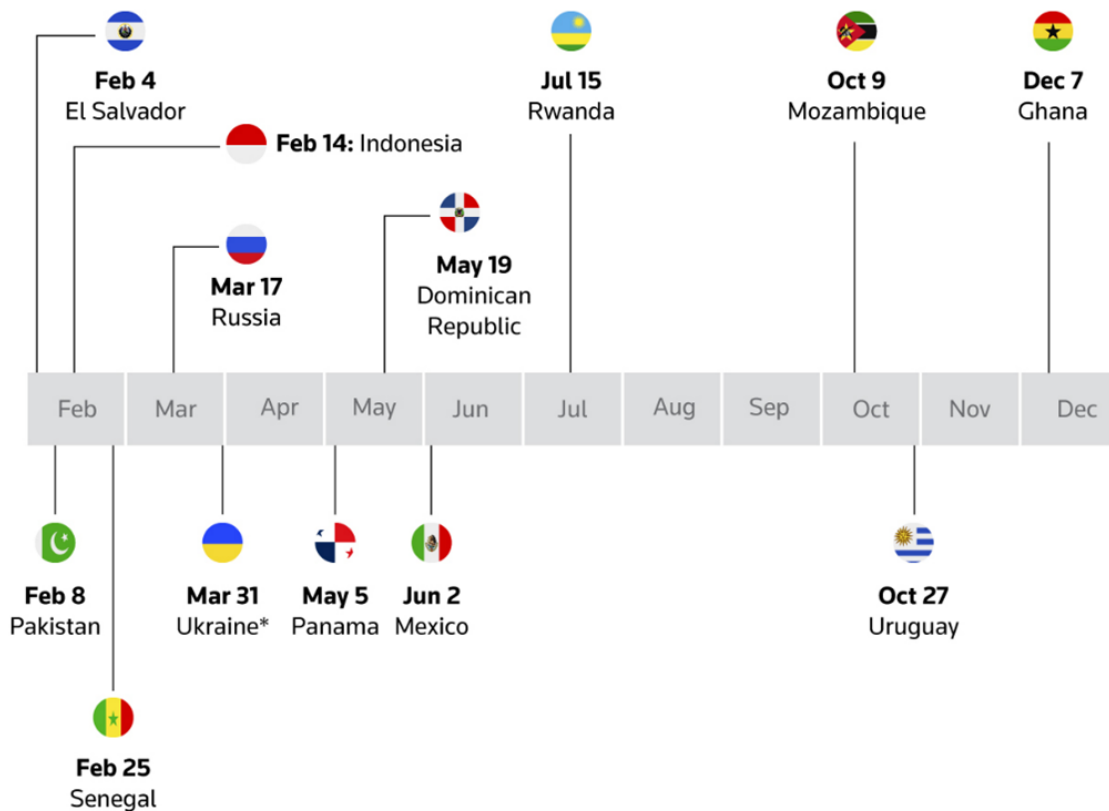 Feb 4
El Salvador
Feb 14: Indonesia
Mar 17
Russia
May 19
Dominican
Republic
Jul 15
Rwanda
Oct 9
Mozambique
Dec 7
Ghana
Feb
Mar
Apr
May
Jun
Jul
Aug
Sep
Oct
Nov
Dec
Feb 8
Pakistan
Feb 25
Senegal
Mar 31
Ukraine*
May 5
Panama
Jun 2
Mexico
Oct 27
Uruguay